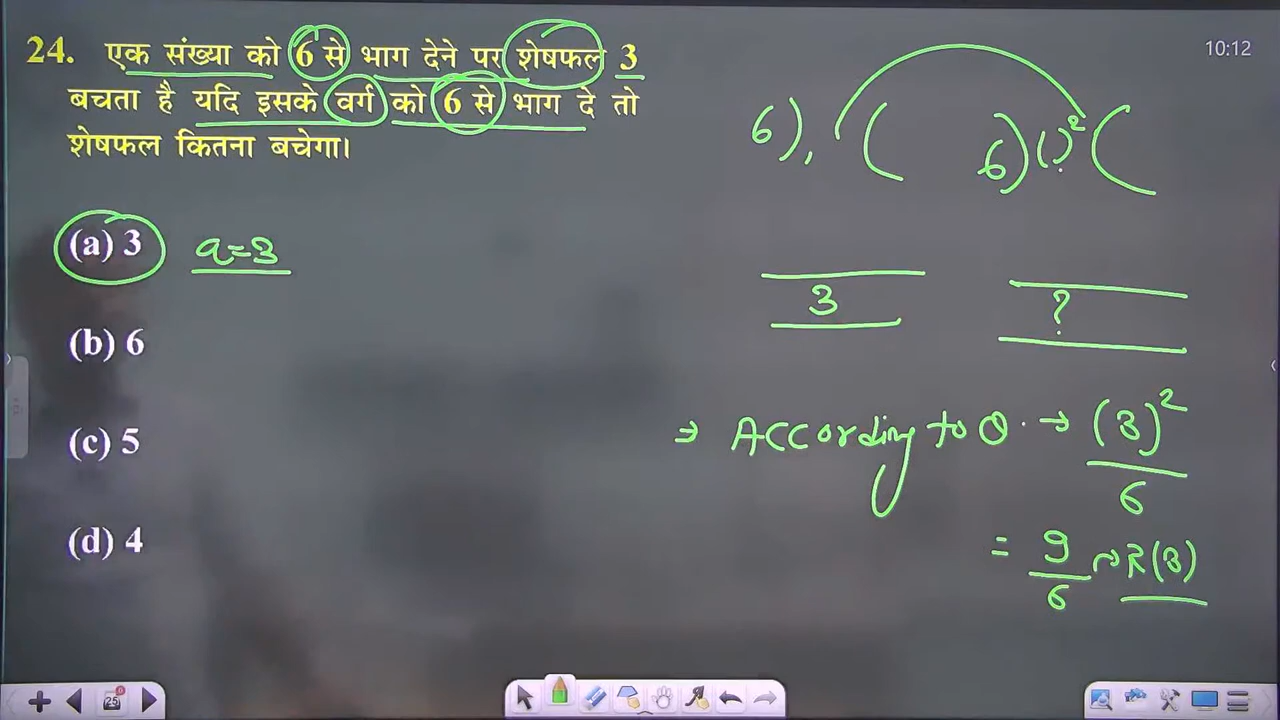 24. एक संख्या को 6 से भाग देने पर शेषफल 3
बचता है यदि इसके वर्ग को 6 से भाग दे तो
शेषफल कितना बचेगा।
(a) 3 a=3
(b) 6
(c) 5
(d) 4
10:12
6) (
6) ( )² (
3
?
→ According to Q. → (3)²
6
= 9
6
R(3)
25